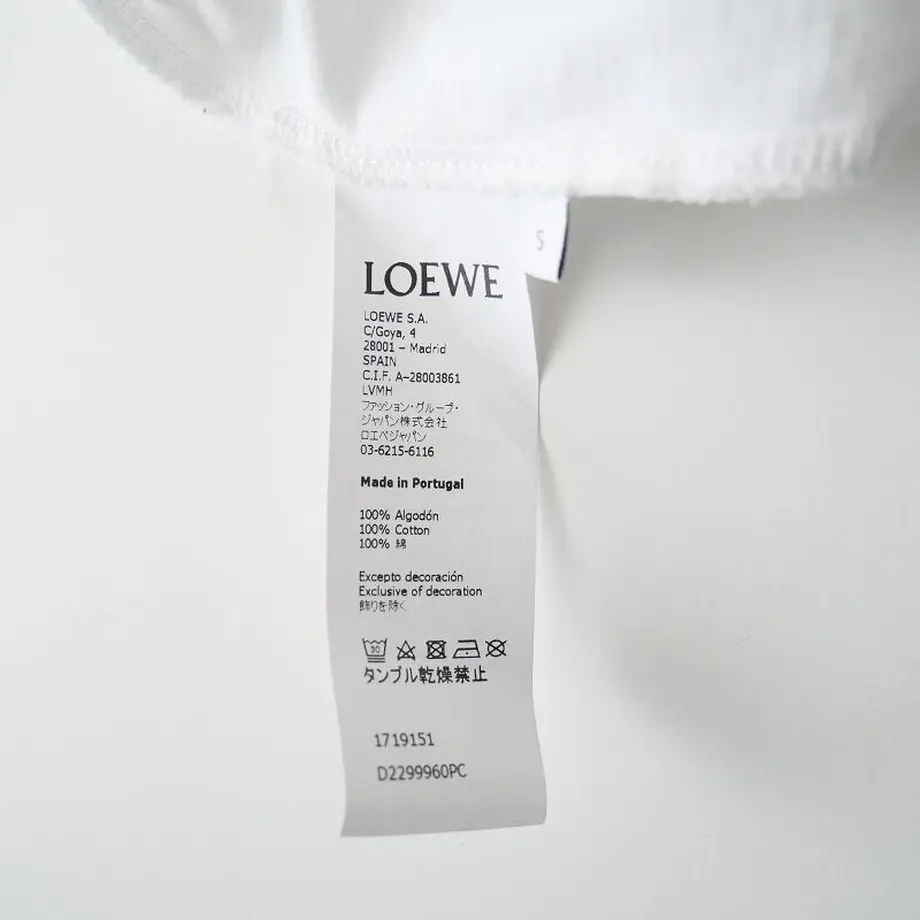 S
LOEWE
LOEWE S.A.
C/Goya, 4
28001 – Madrid
SPAIN
C.I.F. A–28003861
LVMH
ファッション・グループ・
ジャパン株式会社
ロエベジャパン
03-6215-6116
Made in Portugal
100% Algodón
100% Cotton
100% 綿
Excepto decoración
Exclusive of decoration
飾りを除く
30
タンブル乾燥禁止
1719151
D2299960PC